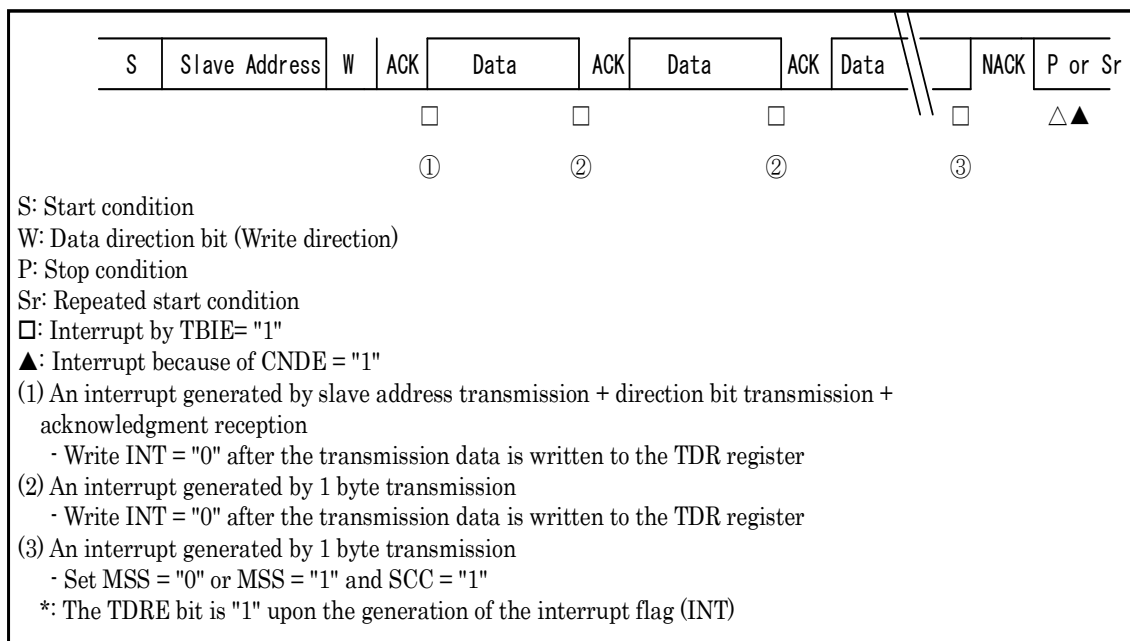 S Slave Address W ACK Data ACK Data ACK Data NACK P or Sr
□ □ □ □ △▲
① ② ② ③
S: Start condition
W: Data direction bit (Write direction)
P: Stop condition
Sr: Repeated start condition
□: Interrupt by TBIE= "1"
▲: Interrupt because of CNDE = "1"
(1) An interrupt generated by slave address transmission + direction bit transmission +
acknowledgment reception
- Write INT = "0" after the transmission data is written to the TDR register
(2) An interrupt generated by 1 byte transmission
- Write INT = "0" after the transmission data is written to the TDR register
(3) An interrupt generated by 1 byte transmission
- Set MSS = "0" or MSS = "1" and SCC = "1"
*: The TDRE bit is "1" upon the generation of the interrupt flag (INT)